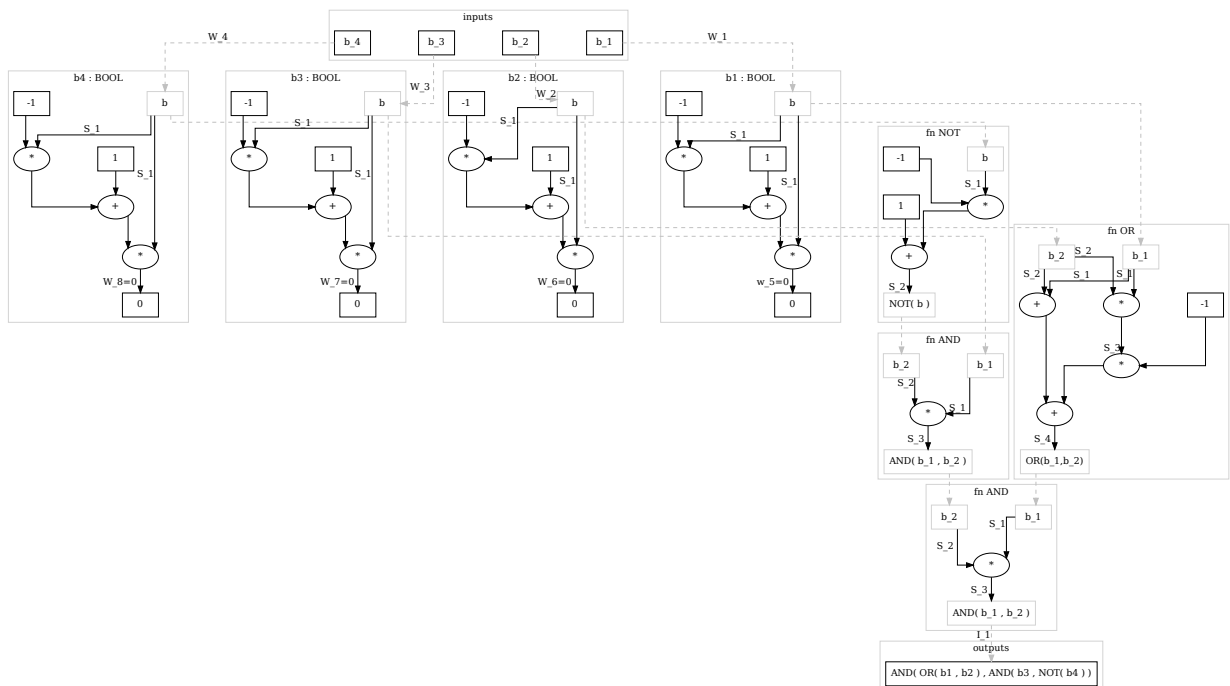 inputs
b_4
b_3
b_2
b_1
W_4
W_3
W_2
W_1
b4 : BOOL
-1
b
S_1
*
1
S_1
+
*
W_8=0
0
b3 : BOOL
-1
b
S_1
*
1
S_1
+
*
W_7=0
0
b2 : BOOL
-1
b
S_1
*
1
S_1
+
*
W_6=0
0
b1 : BOOL
-1
b
S_1
*
1
S_1
+
*
w_5=0
0
fn NOT
-1
b
S_1
1
*
+
S_2
NOT( b )
fn OR
b_2
S_2
b_1
S_2
S_1
S_1
+
*
-1
S_3
*
+
S_4
OR(b_1,b_2)
fn AND
b_2
b_1
S_2
*
S_1
S_3
AND( b_1 , b_2 )
fn AND
b_2
b_1
S_1
S_2
*
S_3
AND( b_1 , b_2 )
I_1
outputs
AND( OR( b1 , b2 ) , AND( b3 , NOT( b4 ) ) )